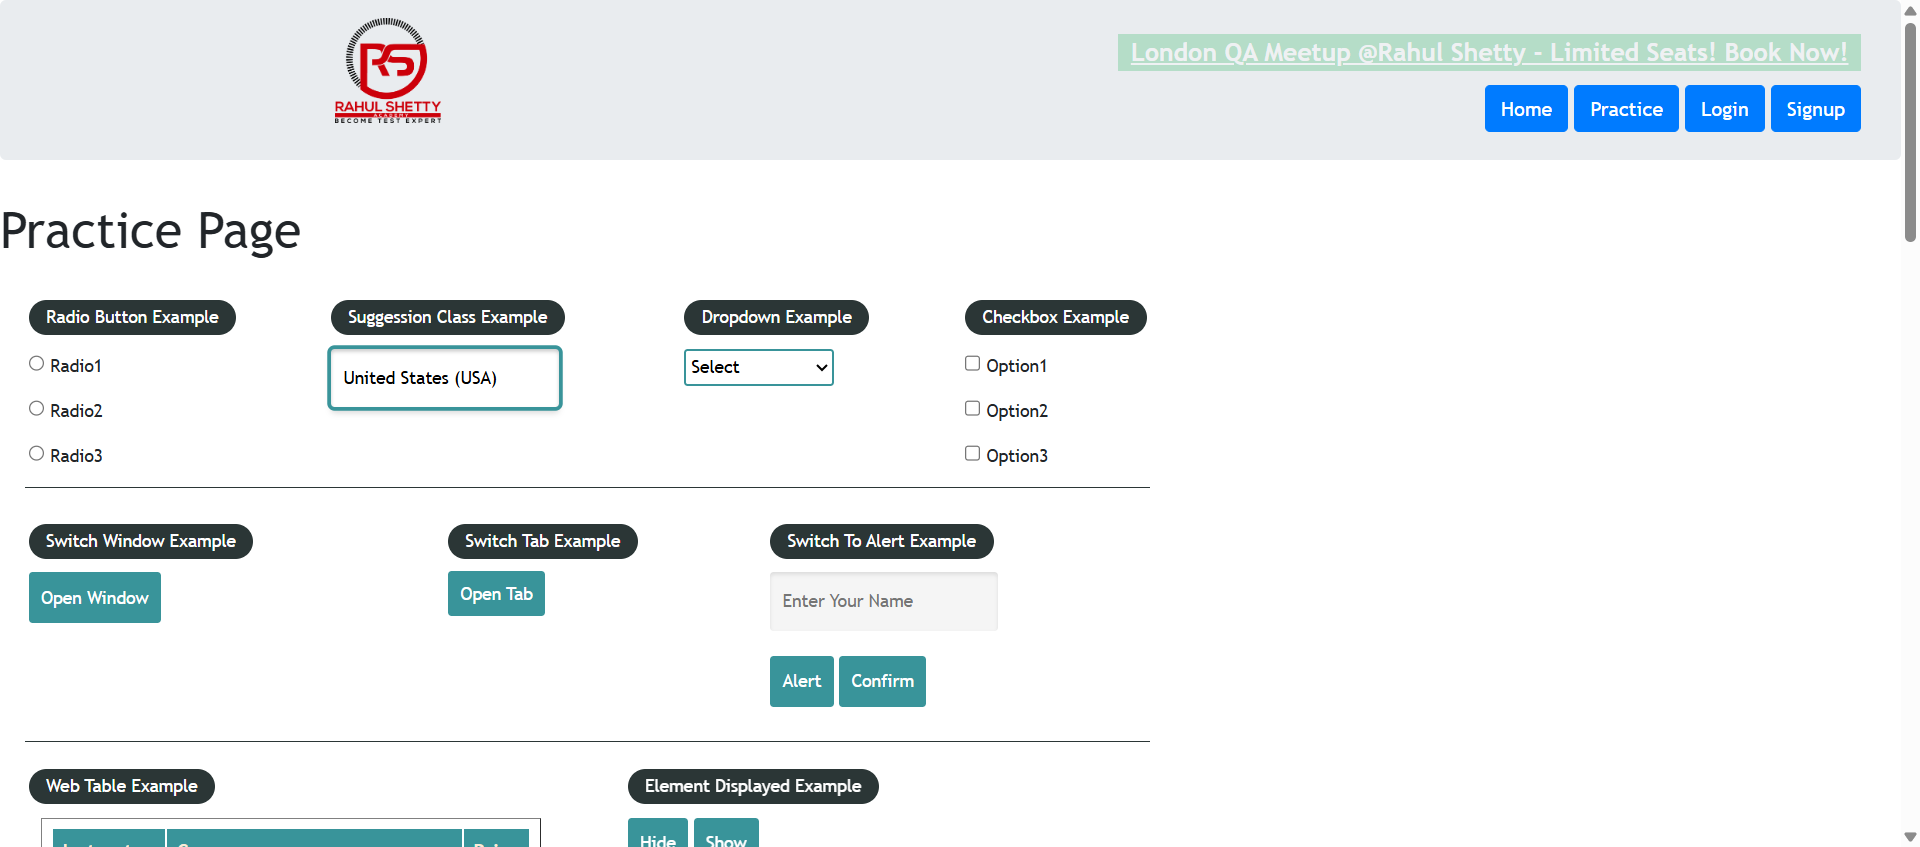 RS
RAHUL SHETTY
ACADEMY
BECOME TEST EXPERT
London QA Meetup @Rahul Shetty - Limited Seats! Book Now!
Home Practice Login Signup
Practice Page
Radio Button Example
Radio1
Radio2
Radio3
Suggession Class Example
United States (USA)
Dropdown Example
Select
Checkbox Example
Option1
Option2
Option3
Switch Window Example
Open Window
Switch Tab Example
Open Tab
Switch To Alert Example
Enter Your Name
Alert Confirm
Web Table Example
Element Displayed Example
Hide Show